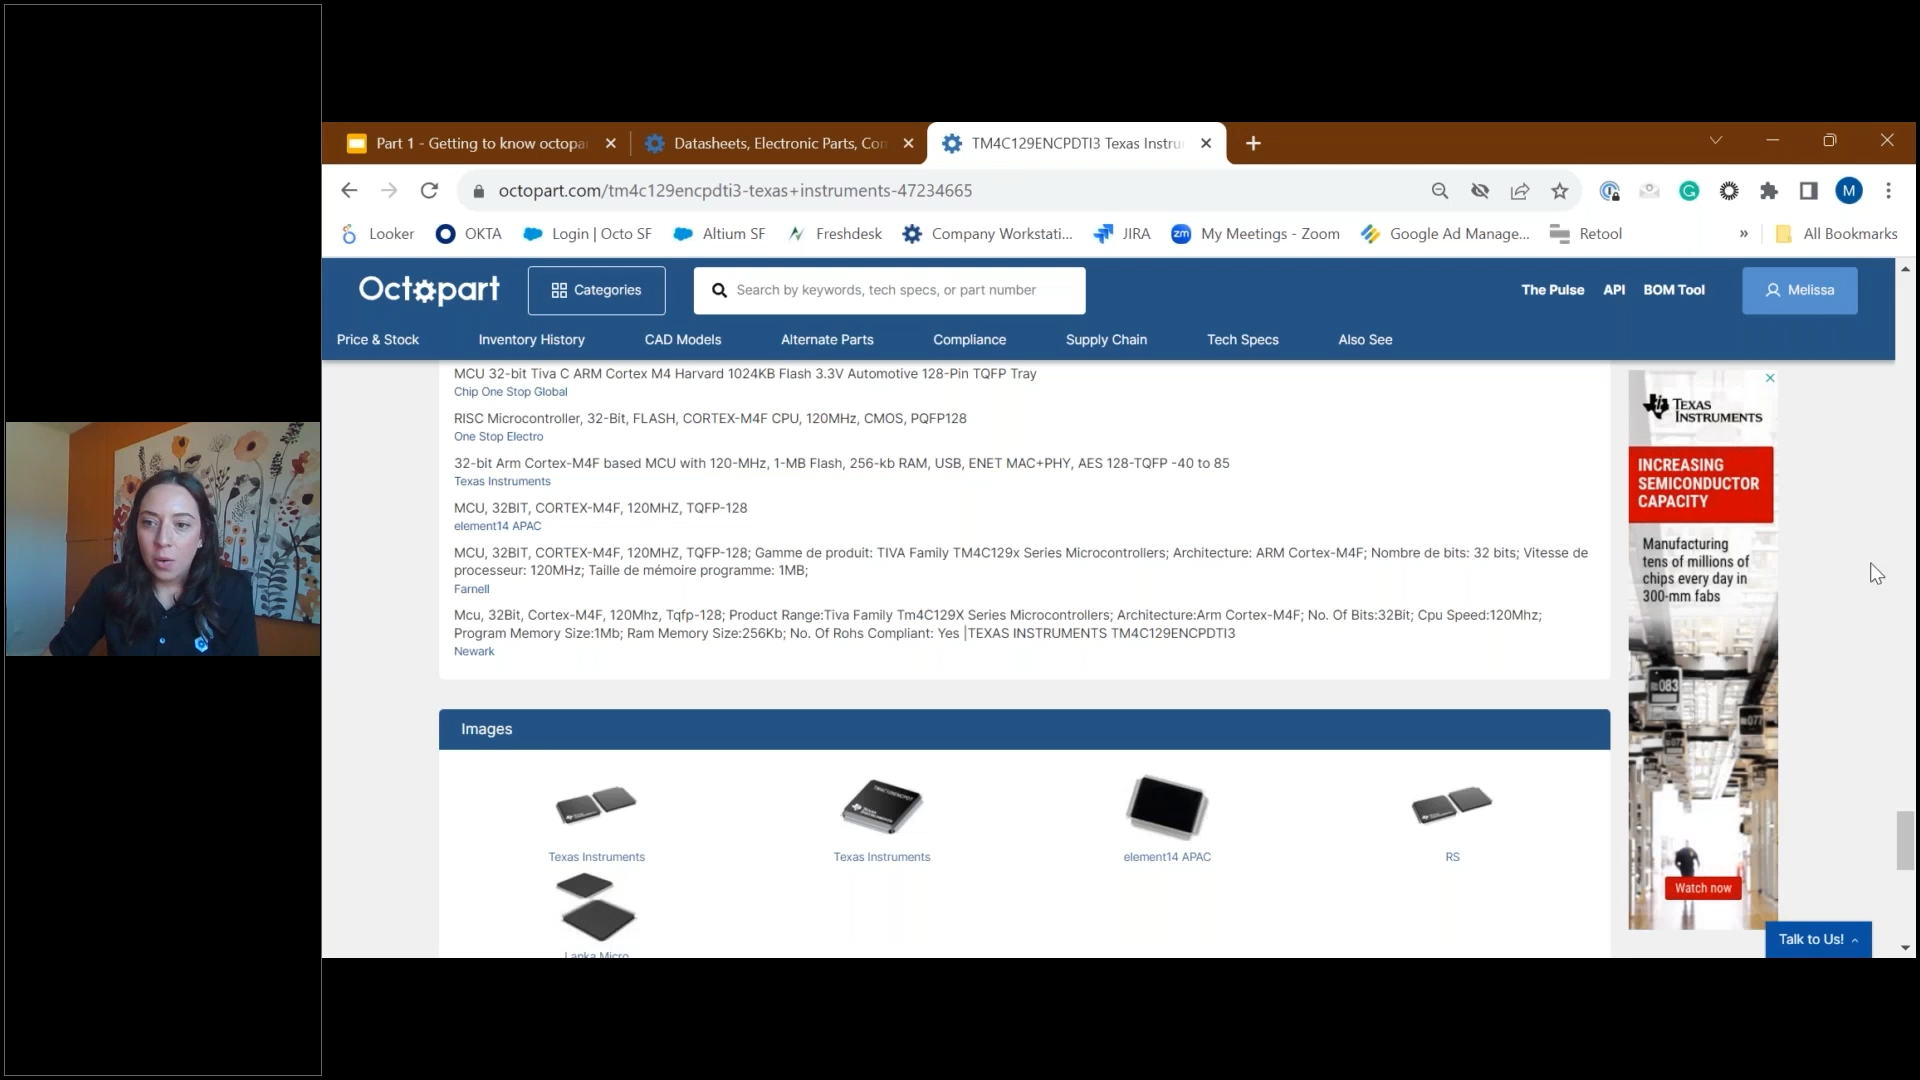 Part 1 - Getting to know octopa
Datasheets, Electronic Parts, Con
TM4C129ENCPDTI3 Texas Instru
octopart.com/tm4c129encpdti3-texas+instruments-47234665
M
Looker
OKTA
Login | Octo SF
Altium SF
Freshdesk
Company Workstati...
JIRA
zm
My Meetings - Zoom
Google Ad Manage...
Retool
»
All Bookmarks
Octopart
Categories
Search by keywords, tech specs, or part number
The Pulse
API
BOM Tool
Melissa
Price & Stock
Inventory History
CAD Models
Alternate Parts
Compliance
Supply Chain
Tech Specs
Also See
MCU 32-bit Tiva C ARM Cortex M4 Harvard 1024KB Flash 3.3V Automotive 128-Pin TQFP Tray
Chip One Stop Global
RISC Microcontroller, 32-Bit, FLASH, CORTEX-M4F CPU, 120MHz, CMOS, PQFP128
One Stop Electro
32-bit Arm Cortex-M4F based MCU with 120-MHz, 1-MB Flash, 256-kb RAM, USB, ENET MAC+PHY, AES 128-TQFP -40 to 85
Texas Instruments
MCU, 32BIT, CORTEX-M4F, 120MHZ, TQFP-128
element14 APAC
MCU, 32BIT, CORTEX-M4F, 120MHZ, TQFP-128; Gamme de produit: TIVA Family TM4C129x Series Microcontrollers; Architecture: ARM Cortex-M4F; Nombre de bits: 32 bits; Vitesse de
processeur: 120MHz; Taille de mémoire programme: 1MB;
Farnell
Mcu, 32Bit, Cortex-M4F, 120Mhz, Tqfp-128; Product Range:Tiva Family Tm4C129X Series Microcontrollers; Architecture:Arm Cortex-M4F; No. Of Bits:32Bit; Cpu Speed:120Mhz;
Program Memory Size:1Mb; Ram Memory Size:256Kb; No. Of Rohs Compliant: Yes |TEXAS INSTRUMENTS TM4C129ENCPDTI3
Newark
Images
Texas Instruments
Texas Instruments
element14 APAC
RS
Lanka Micro
TEXAS
INSTRUMENTS
INCREASING
SEMICONDUCTOR
CAPACITY
Manufacturing
tens of millions of
chips every day in
300-mm fabs
083
Watch now
Talk to Us!